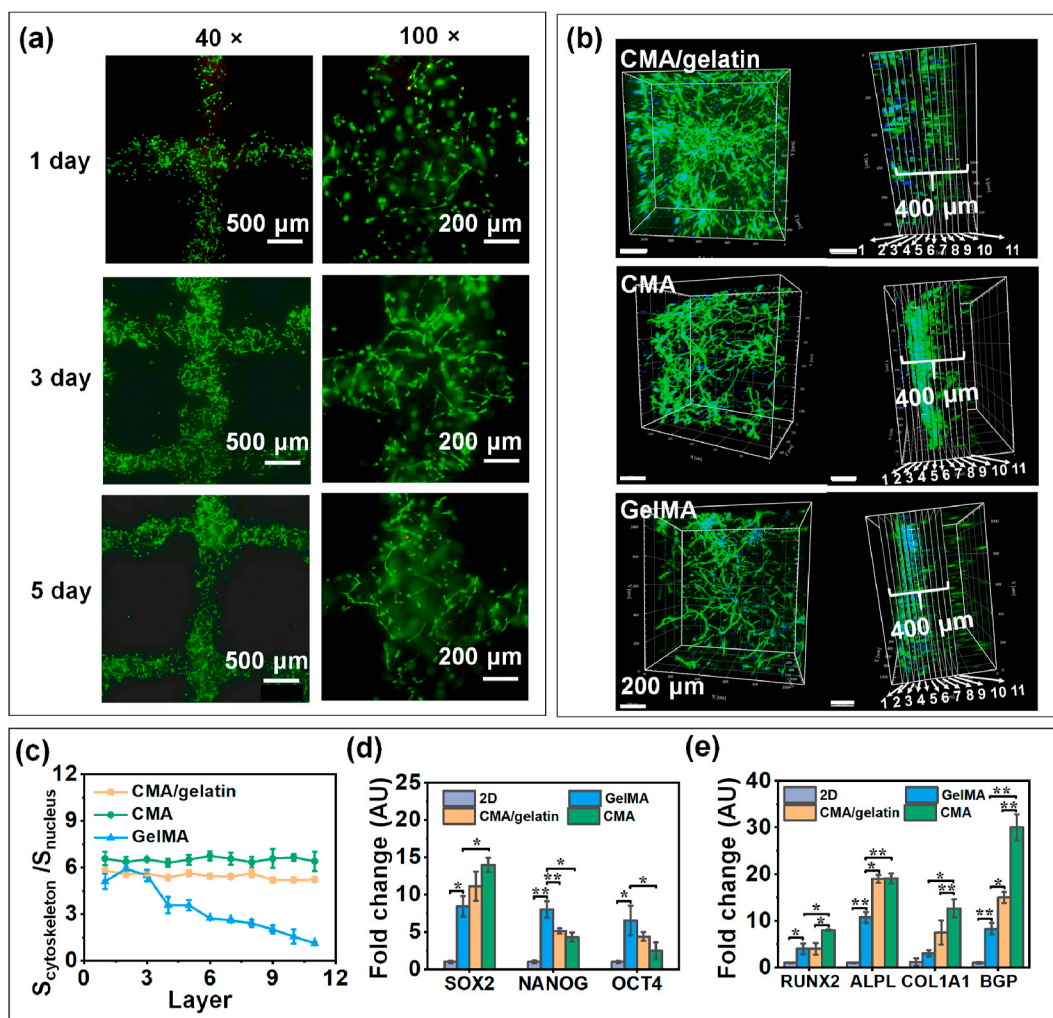 (a)
40 ×
100 ×
1 day
500 μm
200 μm
3 day
500 μm
200 μm
5 day
500 μm
200 μm
(b)
CMA/gelatin
400 μm
1 2 3 4 5 6 7 8 9 10 11
CMA
400 μm
1 2 3 4 5 6 7 8 9 10 11
GelMA
200 μm
400 μm
1 2 3 4 5 6 7 8 9 10 11
(c)
S cytoskeleton /S nucleus
12
9
6
3
0
CMA/gelatin
CMA
GelMA
0 3 6 9 12
Layer
(d)
Fold change (AU)
25
20
15
10
5
0
2D GelMA
CMA/gelatin CMA
* *
** ** *
* *
SOX2 NANOG OCT4
(e)
Fold change (AU)
40
30
20
10
0
2D GelMA
CMA/gelatin CMA
* * *
** * **
* **
** * ** **
RUNX2 ALPL COL1A1 BGP